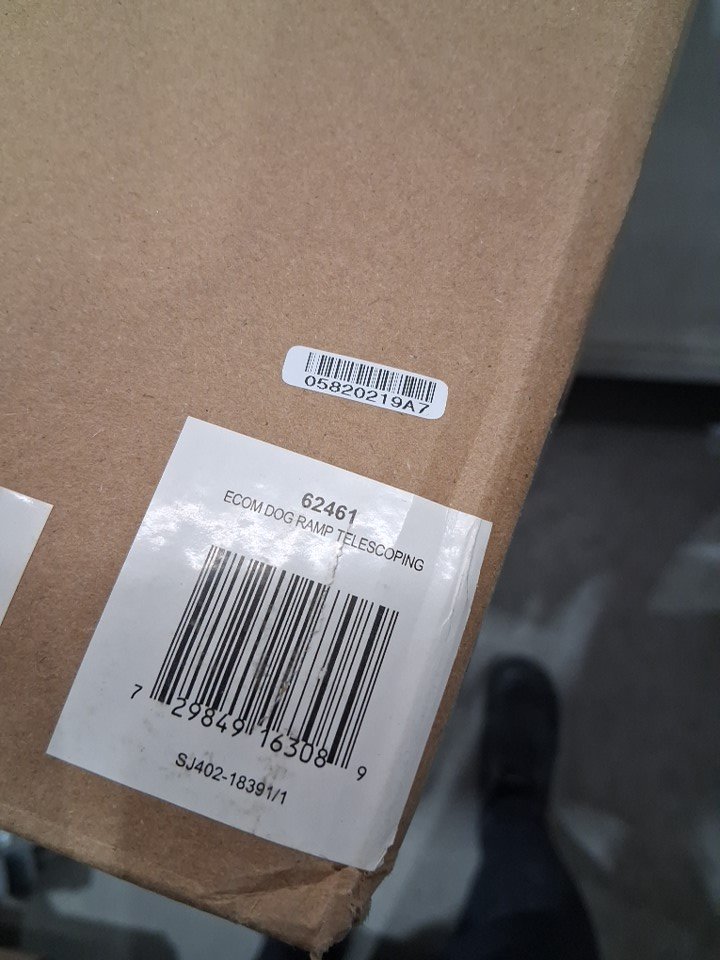 05820219A7
62461
ECOM DOG RAMP TELESCOPING
7 29849 16308 9
SJ402-18391/1